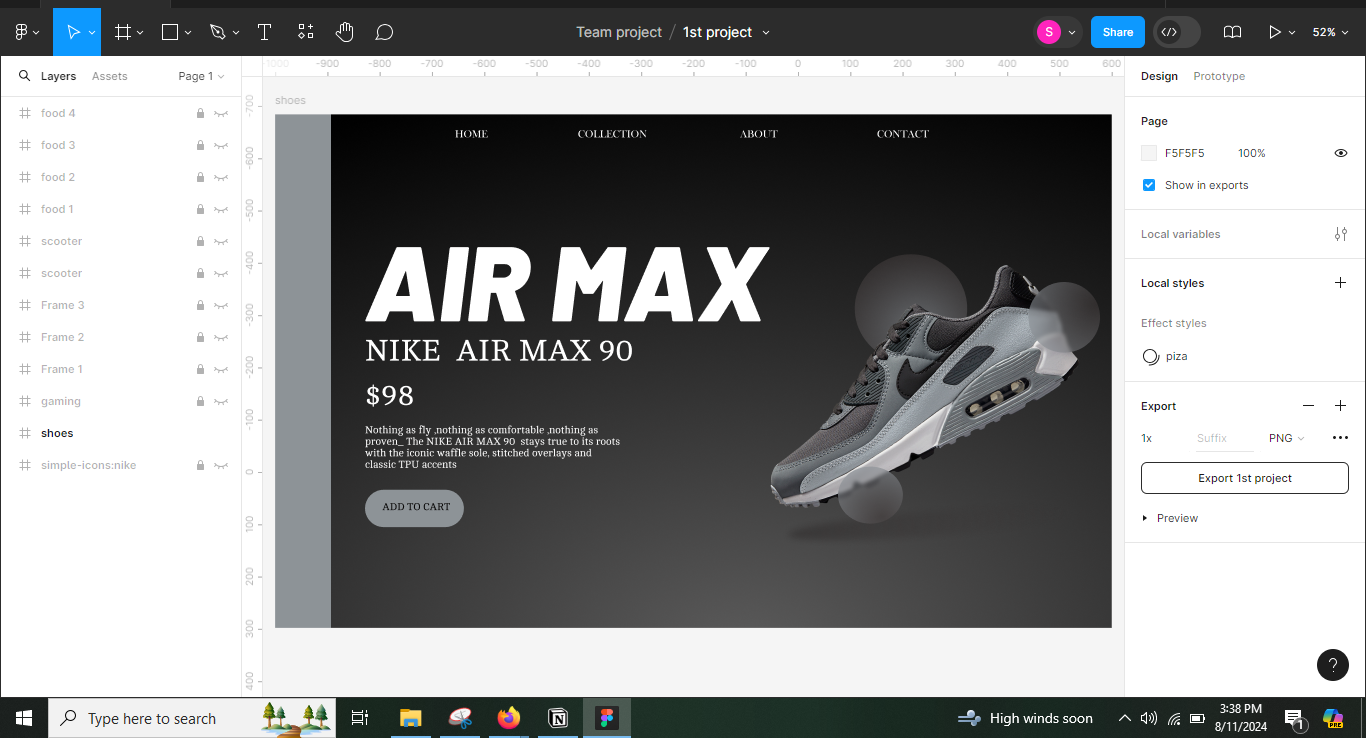 Team project / 1st project
S
Share
52%
Layers
Assets
Page 1
food 4
food 3
food 2
food 1
scooter
scooter
Frame 3
Frame 2
Frame 1
gaming
shoes
simple-icons:nike
-1000 -900 -800 -700 -600 -500 -400 -300 -200 -100 0 100 200 300 400 500 600
-700
-600
-500
-400
-300
-200
-100
0
100
200
300
400
shoes
HOME COLLECTION ABOUT CONTACT
AIR MAX
NIKE AIR MAX 90
$98
Nothing as fly ,nothing as comfortable ,nothing as
proven_ The NIKE AIR MAX 90 stays true to its roots
with the iconic waffle sole, stitched overlays and
classic TPU accents
ADD TO CART
Design Prototype
Page
F5F5F5 100%
Show in exports
Local variables
Local styles
Effect styles
piza
Export
1x Suffix PNG
Export 1st project
Preview
?
Type here to search
High winds soon
3:38 PM
8/11/2024
1
PRE